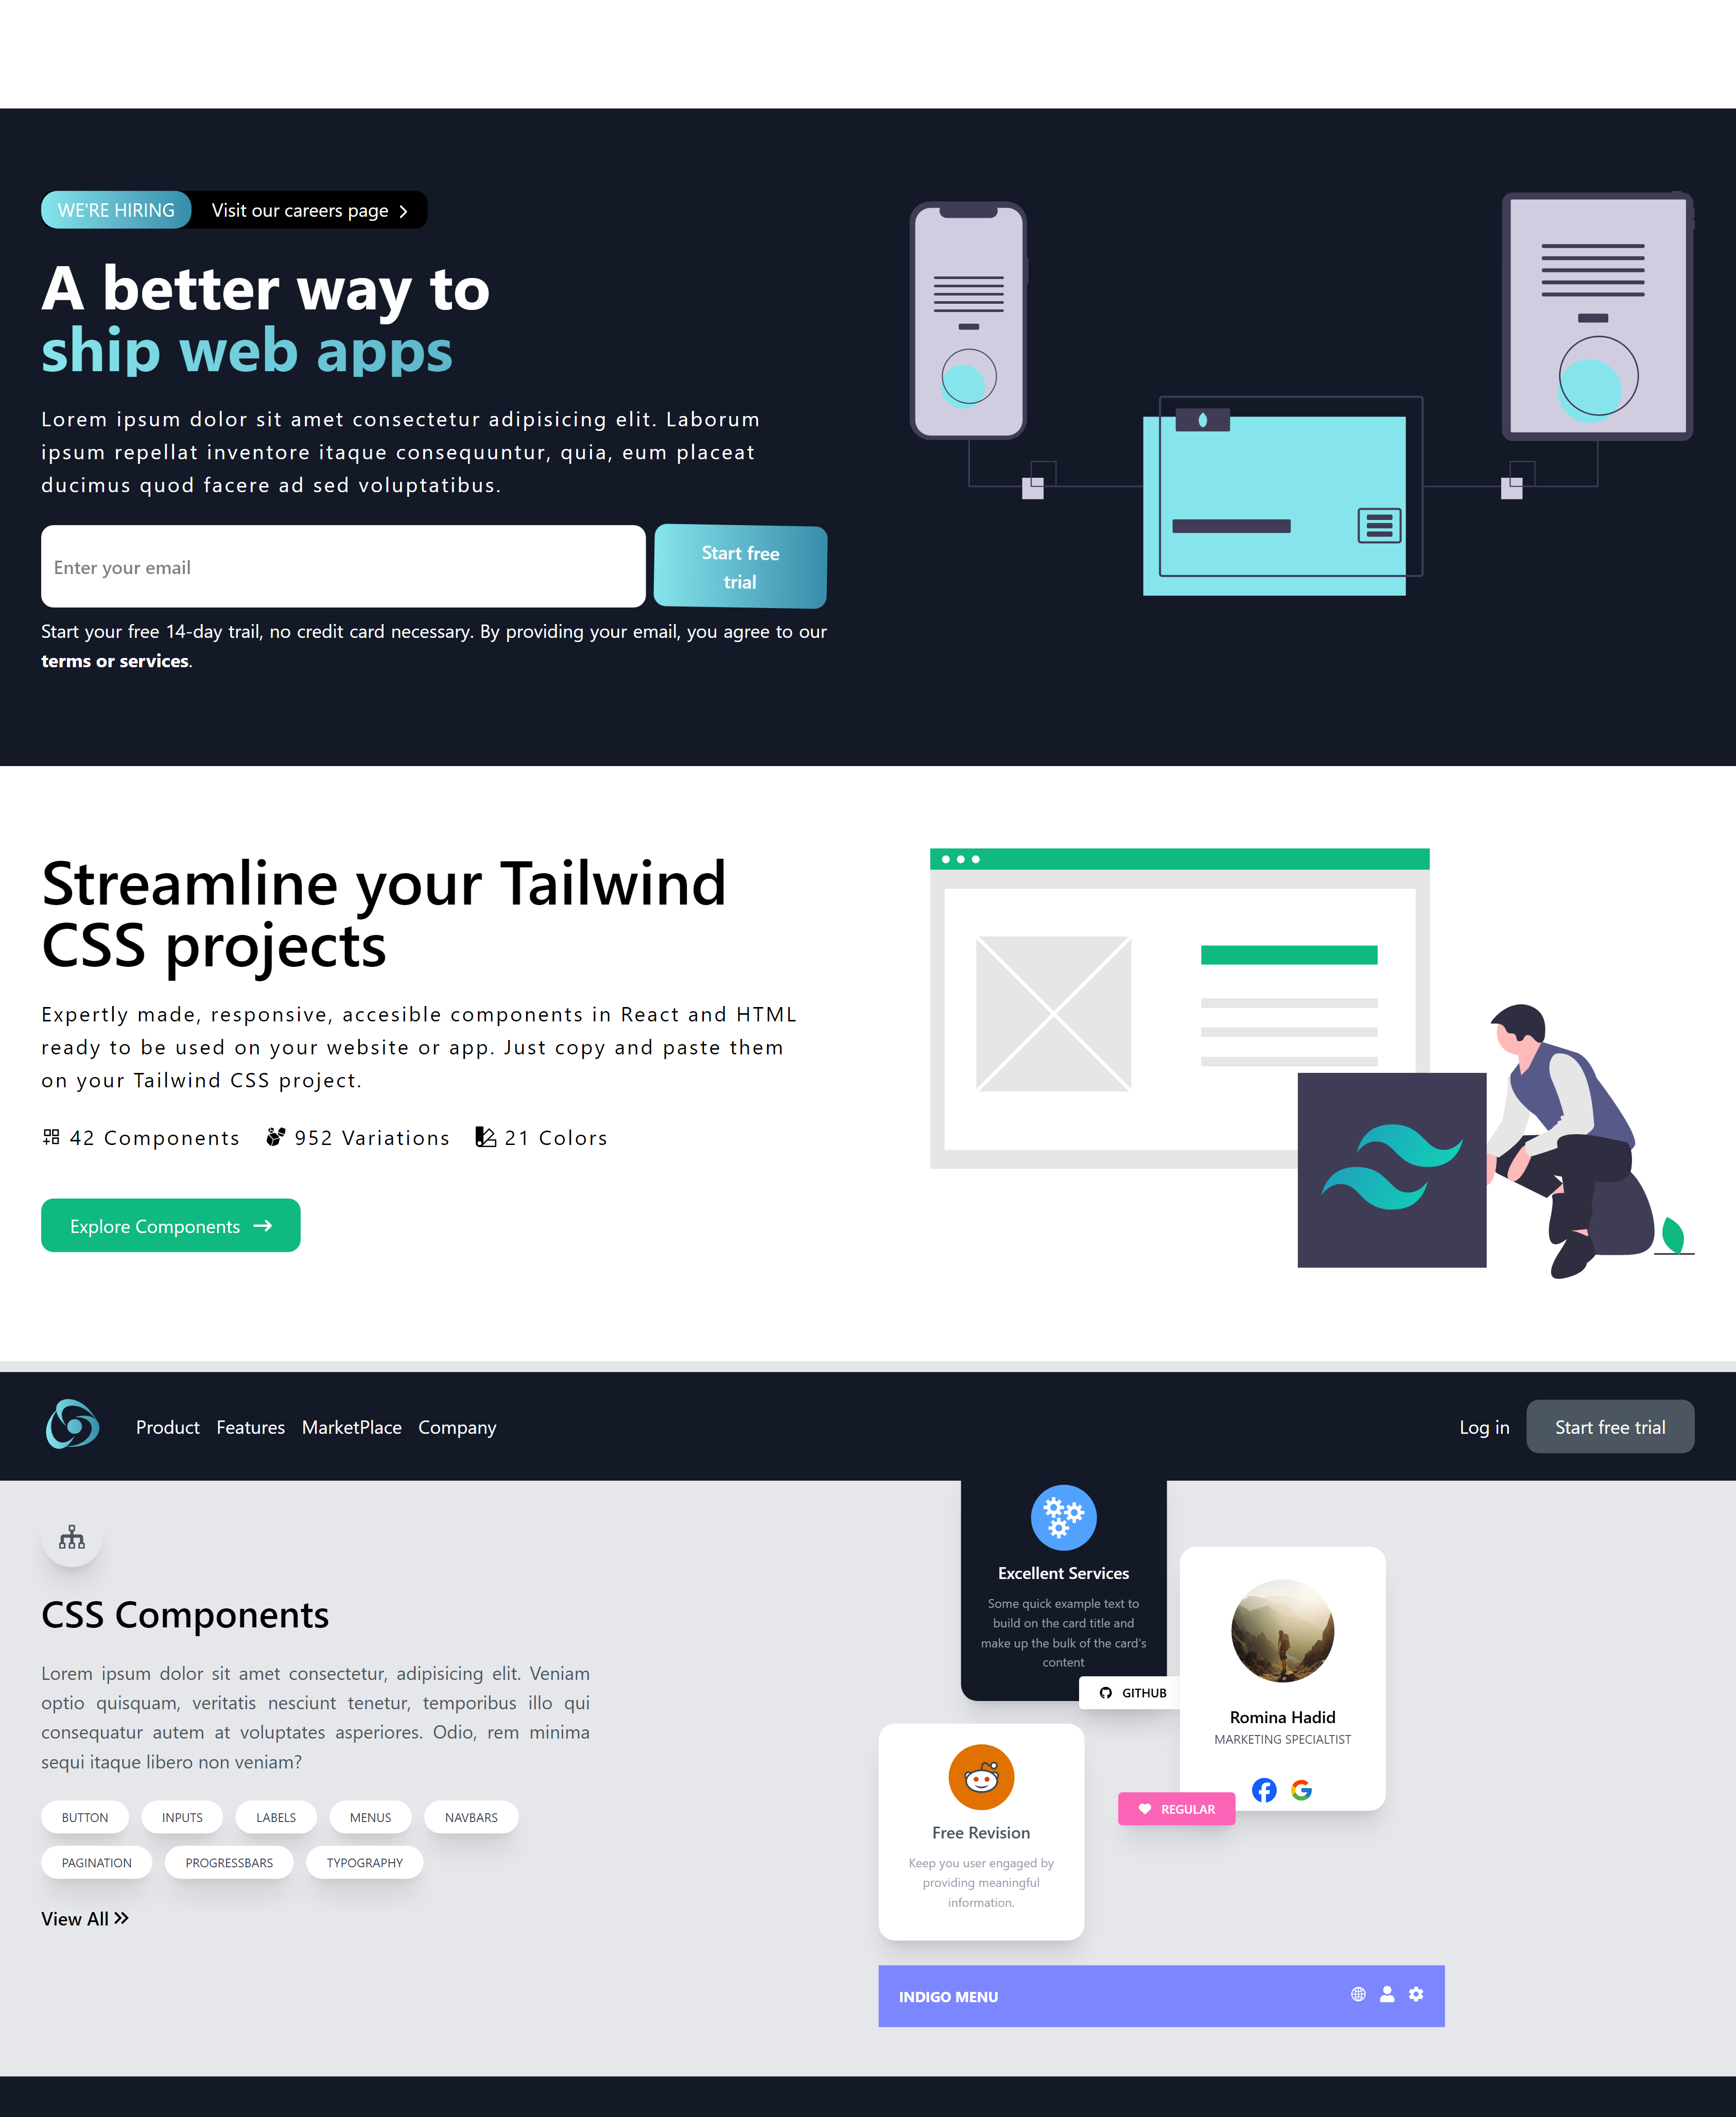 WE'RE HIRING Visit our careers page
A better way to
ship web apps
Lorem ipsum dolor sit amet consectetur adipisicing elit. Laborum
ipsum repellat inventore itaque consequuntur, quia, eum placeat
ducimus quod facere ad sed voluptatibus.
Enter your email
Start free
trial
Start your free 14-day trail, no credit card necessary. By providing your email, you agree to our
terms or services.
Streamline your Tailwind
CSS projects
Expertly made, responsive, accesible components in React and HTML
ready to be used on your website or app. Just copy and paste them
on your Tailwind CSS project.
42 Components 952 Variations 21 Colors
Explore Components
Product Features MarketPlace Company Log in Start free trial
CSS Components
Lorem ipsum dolor sit amet consectetur, adipisicing elit. Veniam
optio quisquam, veritatis nesciunt tenetur, temporibus illo qui
consequatur autem at voluptates asperiores. Odio, rem minima
sequi itaque libero non veniam?
BUTTON INPUTS LABELS MENUS NAVBARS
PAGINATION PROGRESSBARS TYPOGRAPHY
View All
Excellent Services
Some quick example text to
build on the card title and
make up the bulk of the card's
content
GITHUB
Romina Hadid
MARKETING SPECIALTIST
REGULAR
Free Revision
Keep you user engaged by
providing meaningful
information.
INDIGO MENU